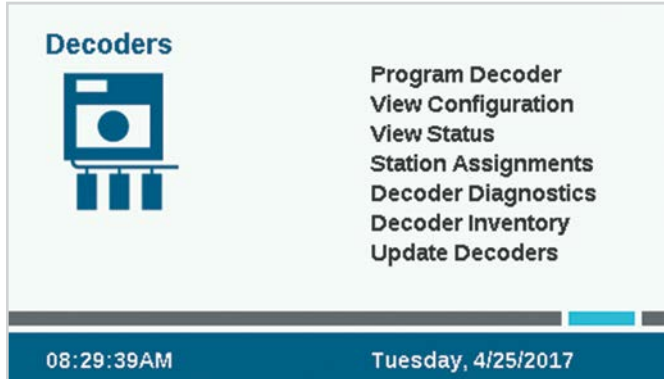 Decoders
Program Decoder
View Configuration
View Status
Station Assignments
Decoder Diagnostics
Decoder Inventory
Update Decoders
08:29:39AM
Tuesday, 4/25/2017